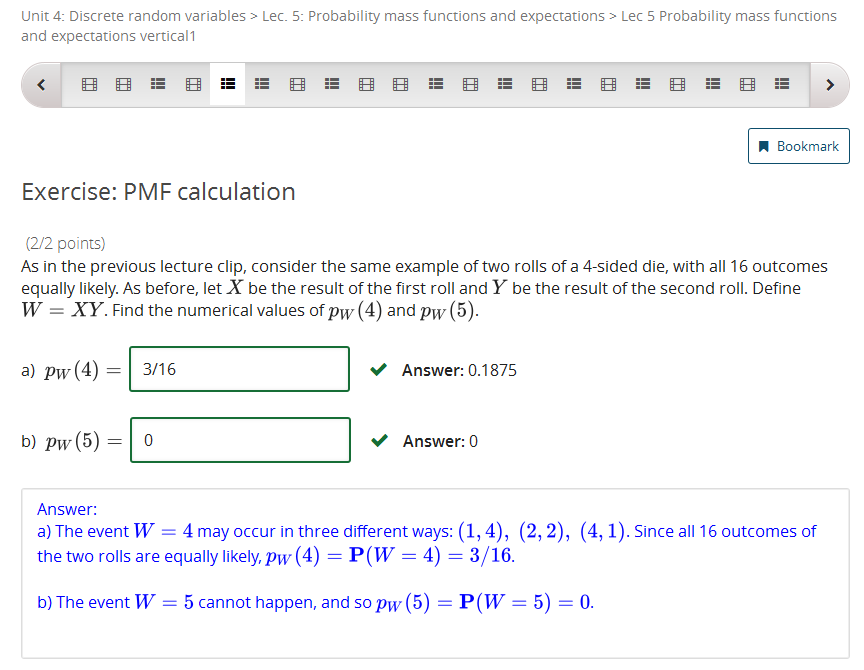 Unit 4: Discrete random variables > Lec. 5: Probability mass functions and expectations > Lec 5 Probability mass functions
and expectations vertical1
Bookmark
Exercise: PMF calculation
(2/2 points)
As in the previous lecture clip, consider the same example of two rolls of a 4-sided die, with all 16 outcomes
equally likely. As before, let X be the result of the first roll and Y be the result of the second roll. Define
W = XY. Find the numerical values of p_W(4) and p_W(5).
a) p_W(4) = 3/16 Answer: 0.1875
b) p_W(5) = 0 Answer: 0
Answer:
a) The event W = 4 may occur in three different ways: (1, 4), (2, 2), (4, 1). Since all 16 outcomes of
the two rolls are equally likely, p_W(4) = P(W = 4) = 3/16.
b) The event W = 5 cannot happen, and so p_W(5) = P(W = 5) = 0.